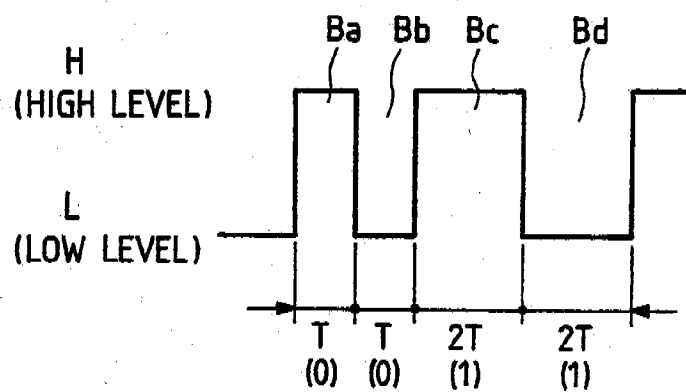 Ba Bb Bc Bd
H
(HIGH LEVEL)
L
(LOW LEVEL)
T T 2T 2T
(0) (0) (1) (1)